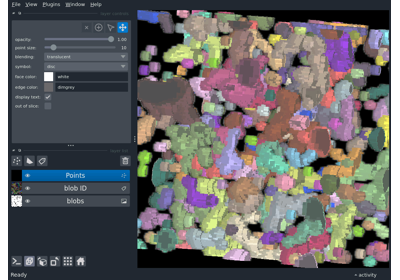 File View Plugins Window Help
opacity: 1.00
point size: 10
blending: translucent
symbol: disc
face color: white
edge color: dimgrey
display text:
out of slice:
Points
blob ID
blobs
Ready
activity